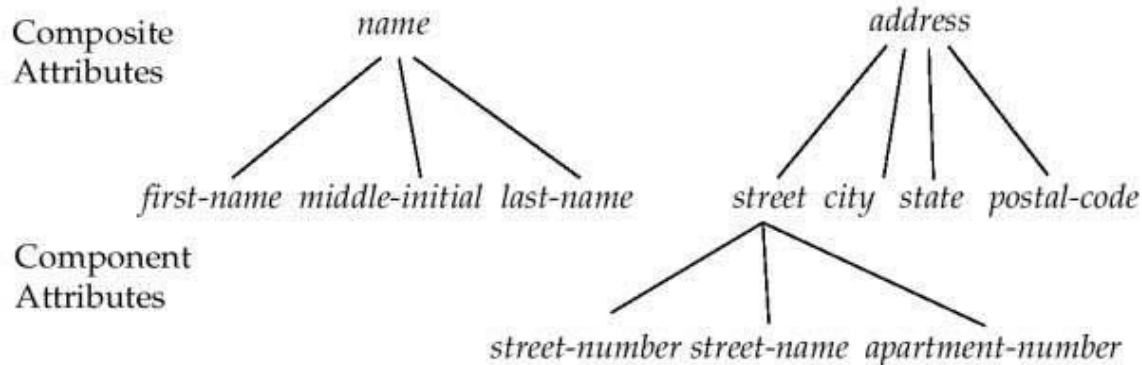 Composite
Attributes
name
address
first-name middle-initial last-name
street city state postal-code
Component
Attributes
street-number street-name apartment-number